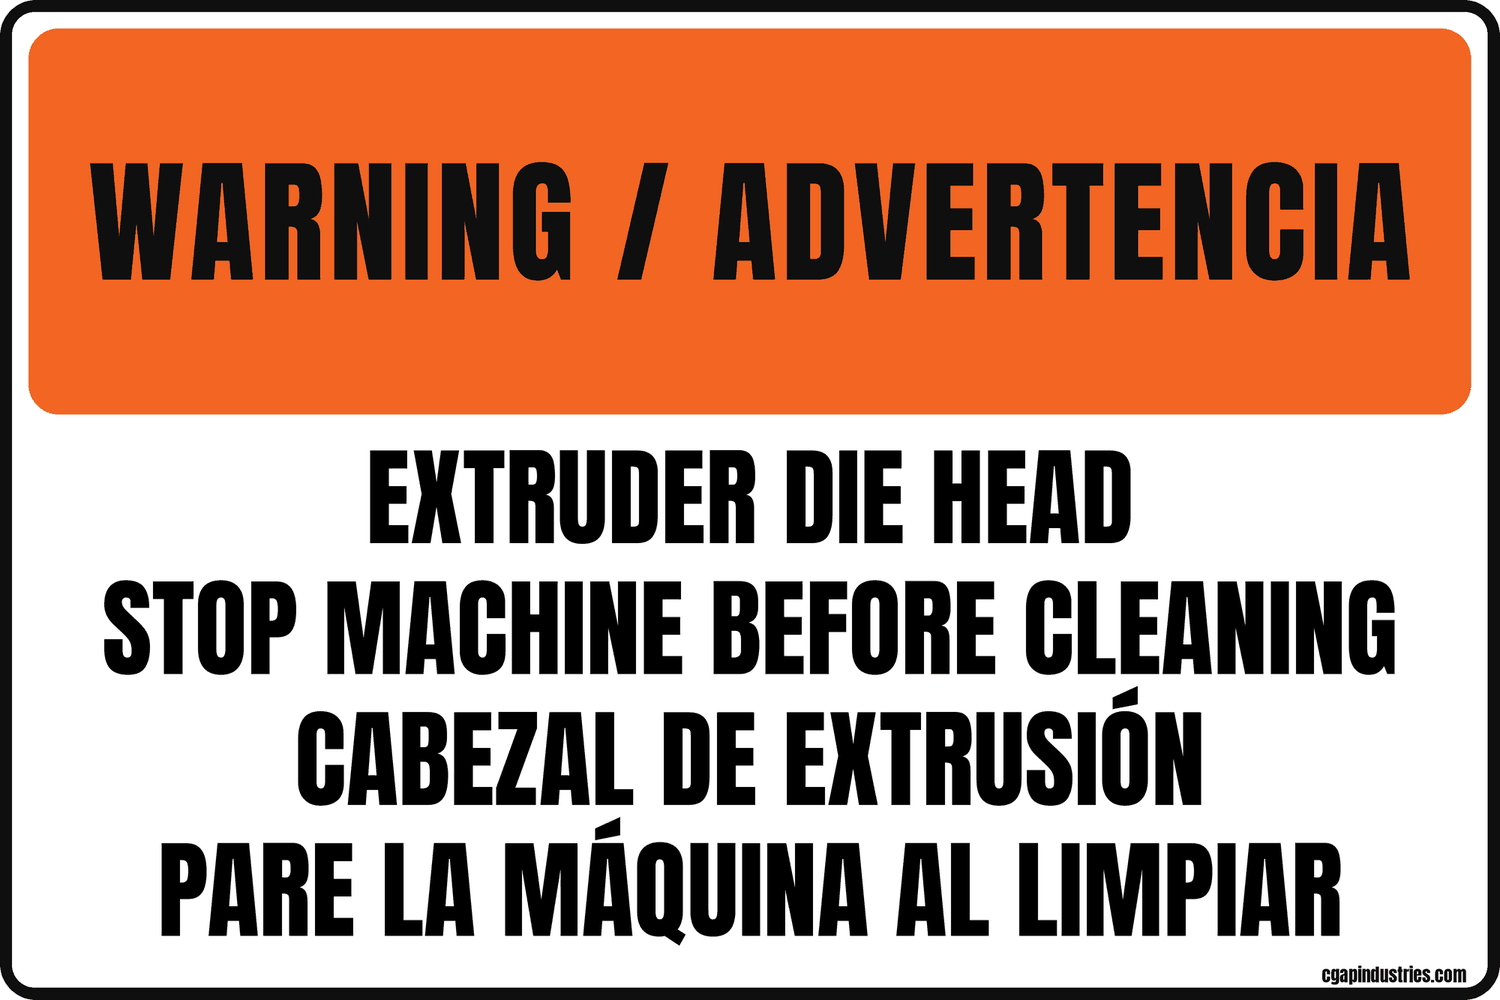 WARNING / ADVERTENCIA
EXTRUDER DIE HEAD
STOP MACHINE BEFORE CLEANING
CABEZAL DE EXTRUSIÓN
PARE LA MÁQUINA AL LIMPIAR
cgapindustries.com